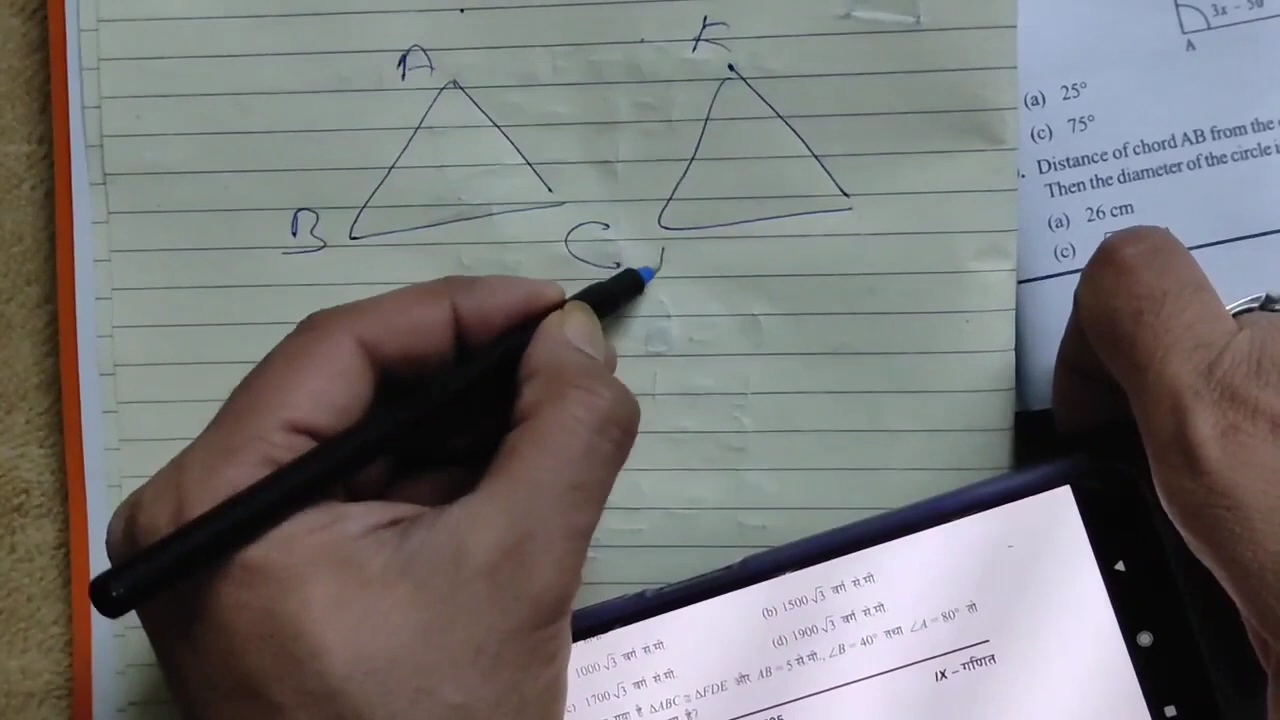 A
F
B
C
3x - 50
A
(a) 25°
(c) 75°
Distance of chord AB from the
Then the diameter of the circle i
(a) 26 cm
(c)
(b) 1500√3 वर्ग से.मी.
1000√3 वर्ग से.मी.
(d) 1900√3 वर्ग से.मी.
1700√3 वर्ग से.मी.
है ΔABC ≅ ΔFDE और AB = 5 से.मी., ∠B = 40° तथा ∠A = 80° तो
है?
IX – गणित